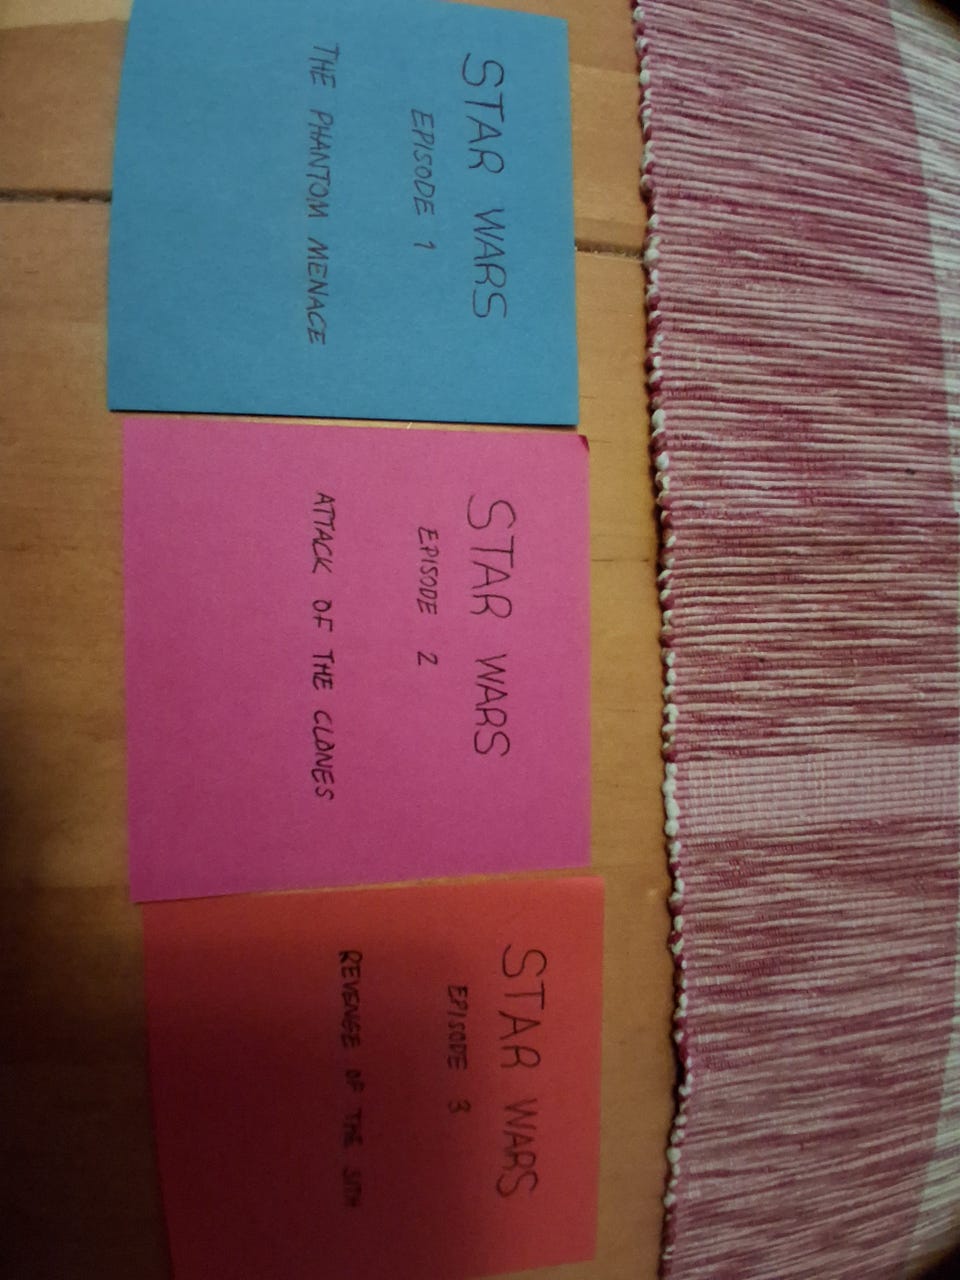 STAR WARS
EPISODE 1
THE PHANTOM MENACE
STAR WARS
EPISODE 2
ATTACK OF THE CLONES
STAR WARS
EPISODE 3
REVENGE OF THE SITH